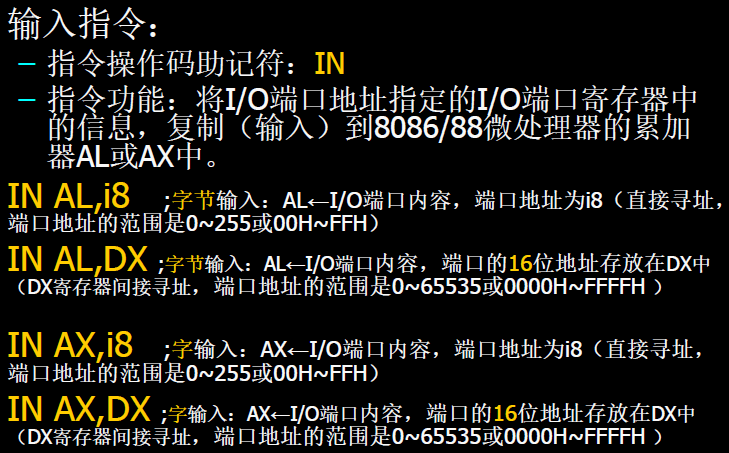 输入指令：
– 指令操作码助记符：IN
– 指令功能：将I/O端口地址指定的I/O端口寄存器中
的信息，复制（输入）到8086/88微处理器的累加
器AL或AX中。
IN AL,i8 ;字节输入：AL←I/O端口内容，端口地址为i8（直接寻址，
端口地址的范围是0~255或00H~FFH）
IN AL,DX ;字节输入：AL←I/O端口内容，端口的16位地址存放在DX中
（DX寄存器间接寻址，端口地址的范围是0~65535或0000H~FFFFH ）
IN AX,i8 ;字输入：AX←I/O端口内容，端口地址为i8（直接寻址，
端口地址的范围是0~255或00H~FFH）
IN AX,DX ;字输入：AX←I/O端口内容，端口的16位地址存放在DX中
（DX寄存器间接寻址，端口地址的范围是0~65535或0000H~FFFFH ）